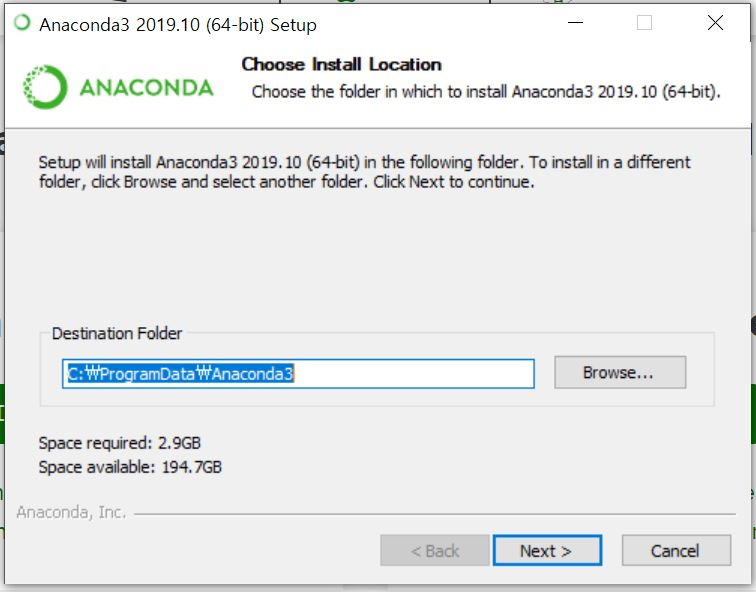 Anaconda3 2019.10 (64-bit) Setup
ANACONDA
Choose Install Location
Choose the folder in which to install Anaconda3 2019.10 (64-bit).
Setup will install Anaconda3 2019.10 (64-bit) in the following folder. To install in a different
folder, click Browse and select another folder. Click Next to continue.
Destination Folder
C:₩ProgramData₩Anaconda3
Browse...
Space required: 2.9GB
Space available: 194.7GB
Anaconda, Inc.
< Back
Next >
Cancel